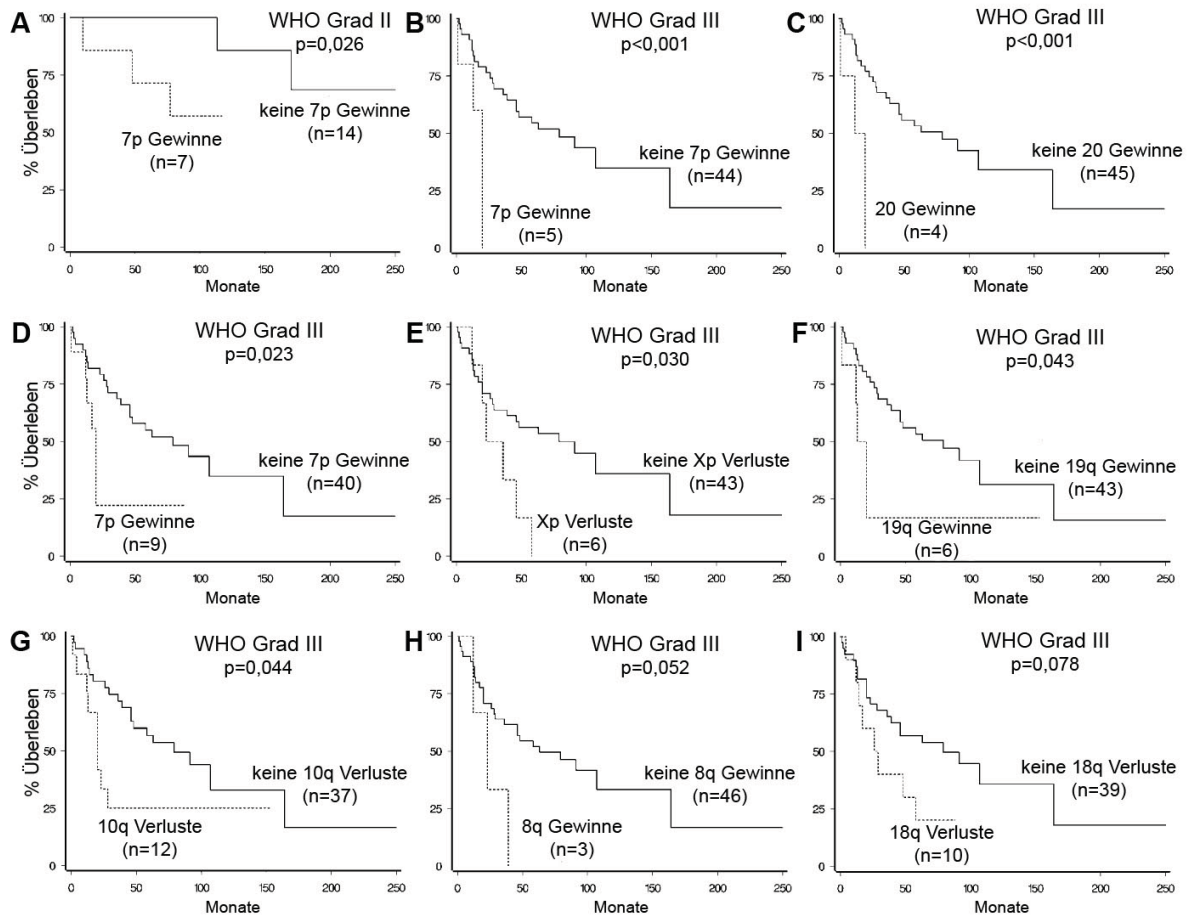 A
WHO Grad II
p=0,026
% Überleben
100
75
50
25
0
keine 7p Gewinne
(n=14)
7p Gewinne
(n=7)
0 50 100 150 200 250
Monate
B
WHO Grad III
p<0,001
100
75
50
25
0
keine 7p Gewinne
(n=44)
7p Gewinne
(n=5)
0 50 100 150 200 250
Monate
C
WHO Grad III
p<0,001
100
75
50
25
0
keine 20 Gewinne
(n=45)
20 Gewinne
(n=4)
0 50 100 150 200 250
Monate
D
WHO Grad III
p=0,023
% Überleben
100
75
50
25
0
keine 7p Gewinne
(n=40)
7p Gewinne
(n=9)
0 50 100 150 200 250
Monate
E
WHO Grad III
p=0,030
100
75
50
25
0
keine Xp Verluste
(n=43)
Xp Verluste
(n=6)
0 50 100 150 200 250
Monate
F
WHO Grad III
p=0,043
100
75
50
25
0
keine 19q Gewinne
(n=43)
19q Gewinne
(n=6)
0 50 100 150 200 250
Monate
G
WHO Grad III
p=0,044
% Überleben
100
75
50
25
0
keine 10q Verluste
(n=37)
10q Verluste
(n=12)
0 50 100 150 200 250
Monate
H
WHO Grad III
p=0,052
100
75
50
25
0
keine 8q Gewinne
(n=46)
8q Gewinne
(n=3)
0 50 100 150 200 250
Monate
I
WHO Grad III
p=0,078
100
75
50
25
0
keine 18q Verluste
(n=39)
18q Verluste
(n=10)
0 50 100 150 200 250
Monate